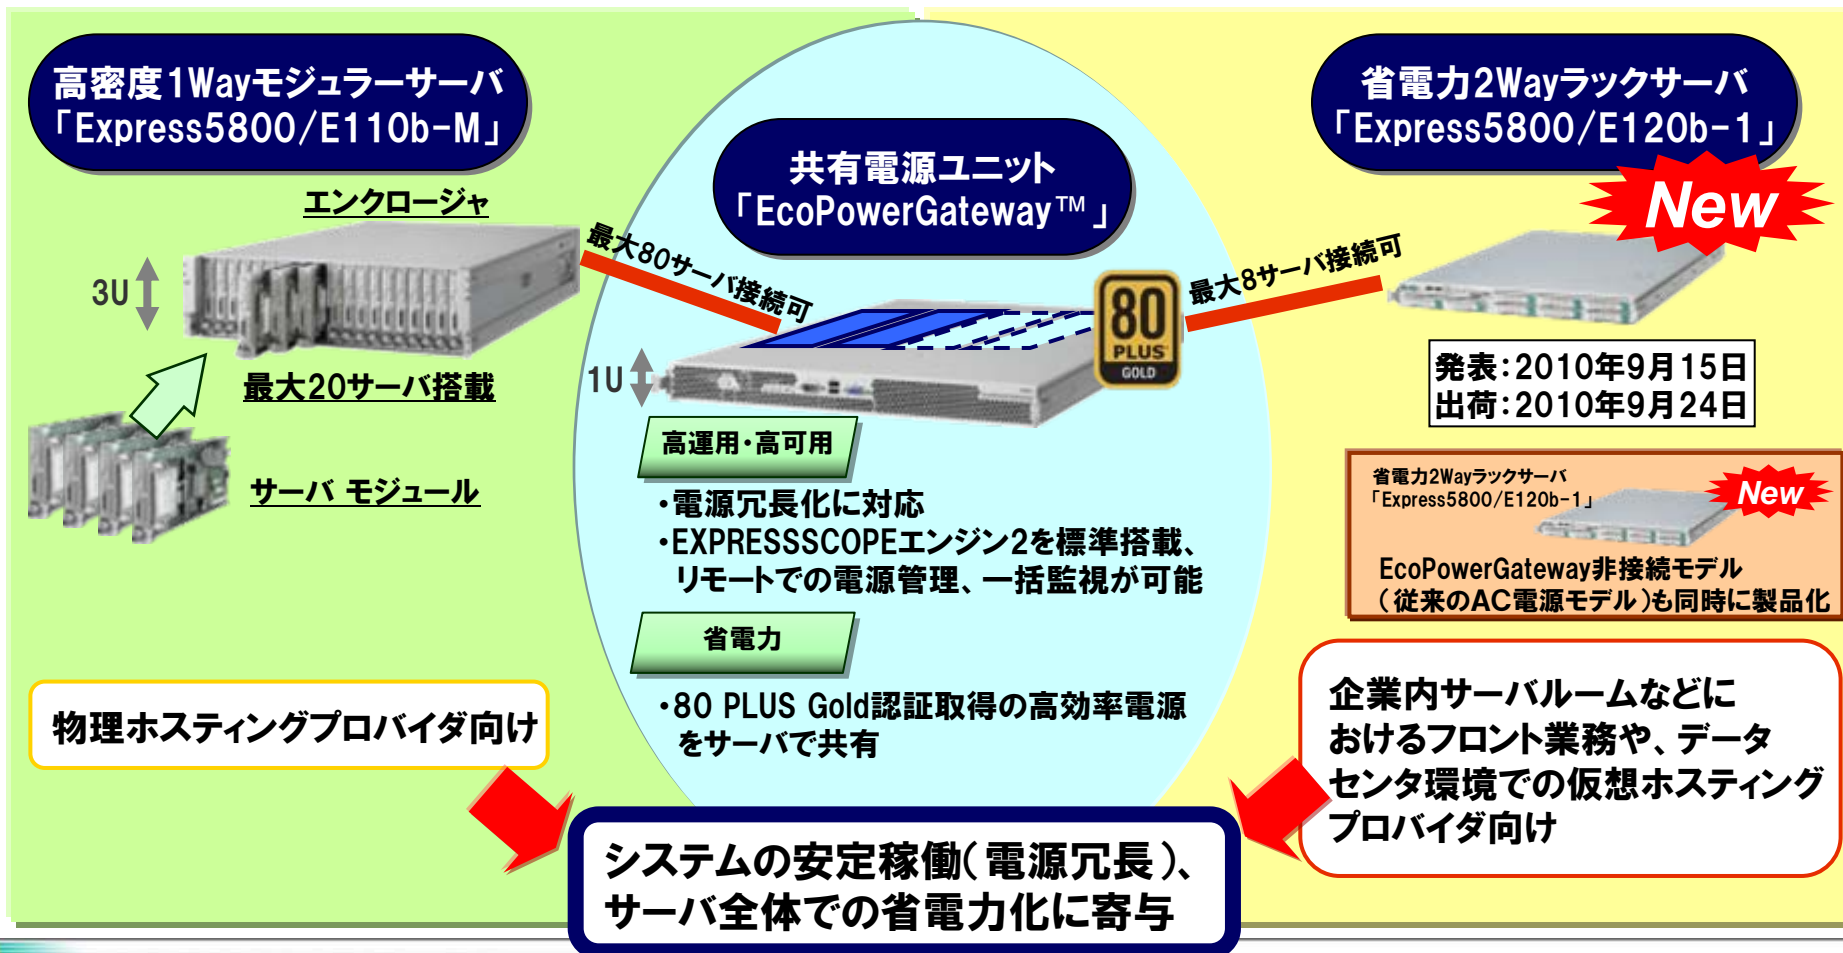 高密度1Wayモジュラーサーバ
「Express5800/E110b-M」
エンクロージャ
3U
最大20サーバ搭載
サーバ モジュール
物理ホスティングプロバイダ向け
共有電源ユニット
「EcoPowerGateway™」
最大80サーバ接続可
最大8サーバ接続可
80
PLUS
GOLD
1U
高運用・高可用
・電源冗長化に対応
・EXPRESSSCOPEエンジン2を標準搭載、
リモートでの電源管理、一括監視が可能
省電力
・80 PLUS Gold認証取得の高効率電源
をサーバで共有
省電力2Wayラックサーバ
「Express5800/E120b-1」
New
発表：2010年9月15日
出荷：2010年9月24日
省電力2Wayラックサーバ
「Express5800/E120b-1」
New
EcoPowerGateway非接続モデル
（従来のAC電源モデル）も同時に製品化
企業内サーバルームなどに
おけるフロント業務や、データ
センタ環境での仮想ホスティング
プロバイダ向け
システムの安定稼働（電源冗長）、
サーバ全体での省電力化に寄与